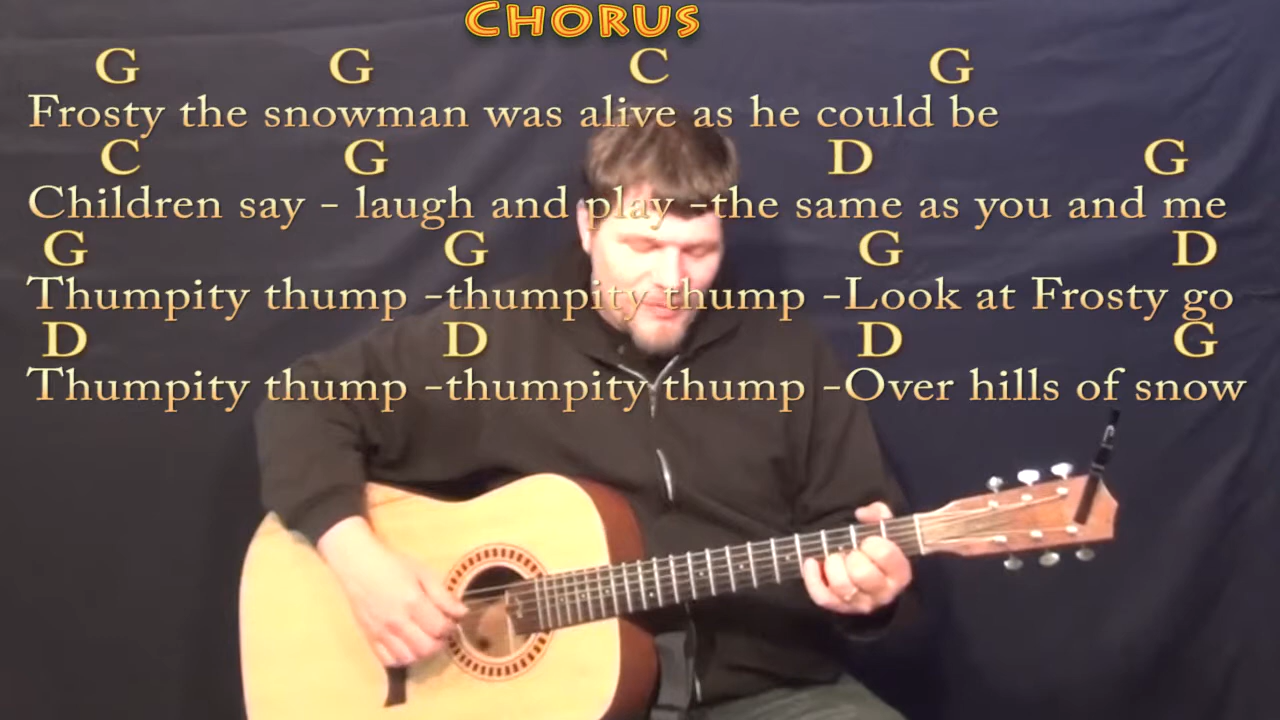 CHORUS
G G C G
Frosty the snowman was alive as he could be
C G D G
Children say - laugh and play -the same as you and me
G G G D
Thumpity thump -thumpity thump -Look at Frosty go
D D D G
Thumpity thump -thumpity thump -Over hills of snow